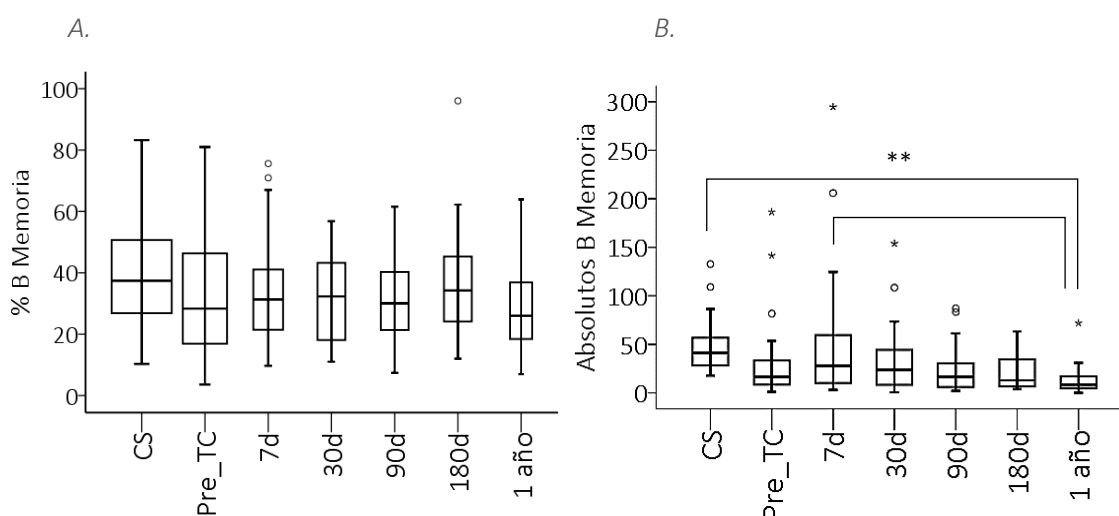 A.
% B Memoria
100
80
60
40
20
0
CS
Pre_TC
7d
30d
90d
180d
1 año
B.
Absolutos B Memoria
300
250
200
150
100
50
0
**
CS
Pre_TC
7d
30d
90d
180d
1 año